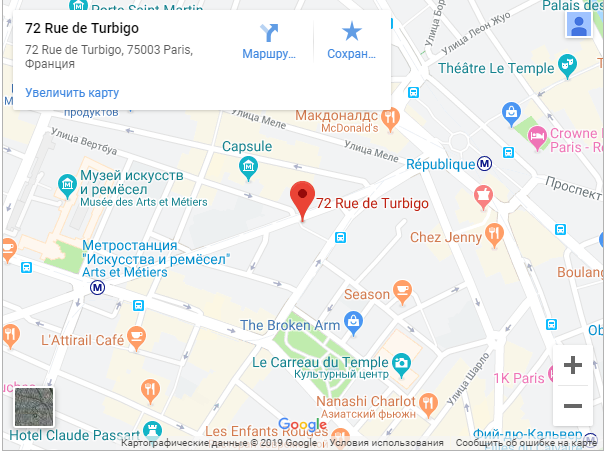 72 Rue de Turbigo
72 Rue de Turbigo, 75003 Paris,
Франция
Маршру...
Сохран...
Увеличить карту
Porte Saint Martin
Palais des
Улица Леон Жуо
Théâtre Le Temple
продуктов
Улица Вертбуа
Улица Меле
Макдоналдс
McDonald's
Улица Меле
Crowne
Paris - R
Capsule
République
Проспект
Музей искусств
и ремёсел
Musée des Arts et Métiers
72 Rue de Turbigo
Chez Jenny
Метростанция
"Искусства и ремёсел"
Arts et Métiers
Boulang
Season
The Broken Arm
L'Attirail Café
Le Carreau du Temple
Культурный центр
Улица Шарло
1K Paris
Nanashi Charlot
Азиатский фьюжн
Les Enfants Rouges
Hotel Claude Passart
Фий-дю-Кальвер
Google
Картографические данные © 2019 Google
Условия использования
Сообщить об ошибке на карте